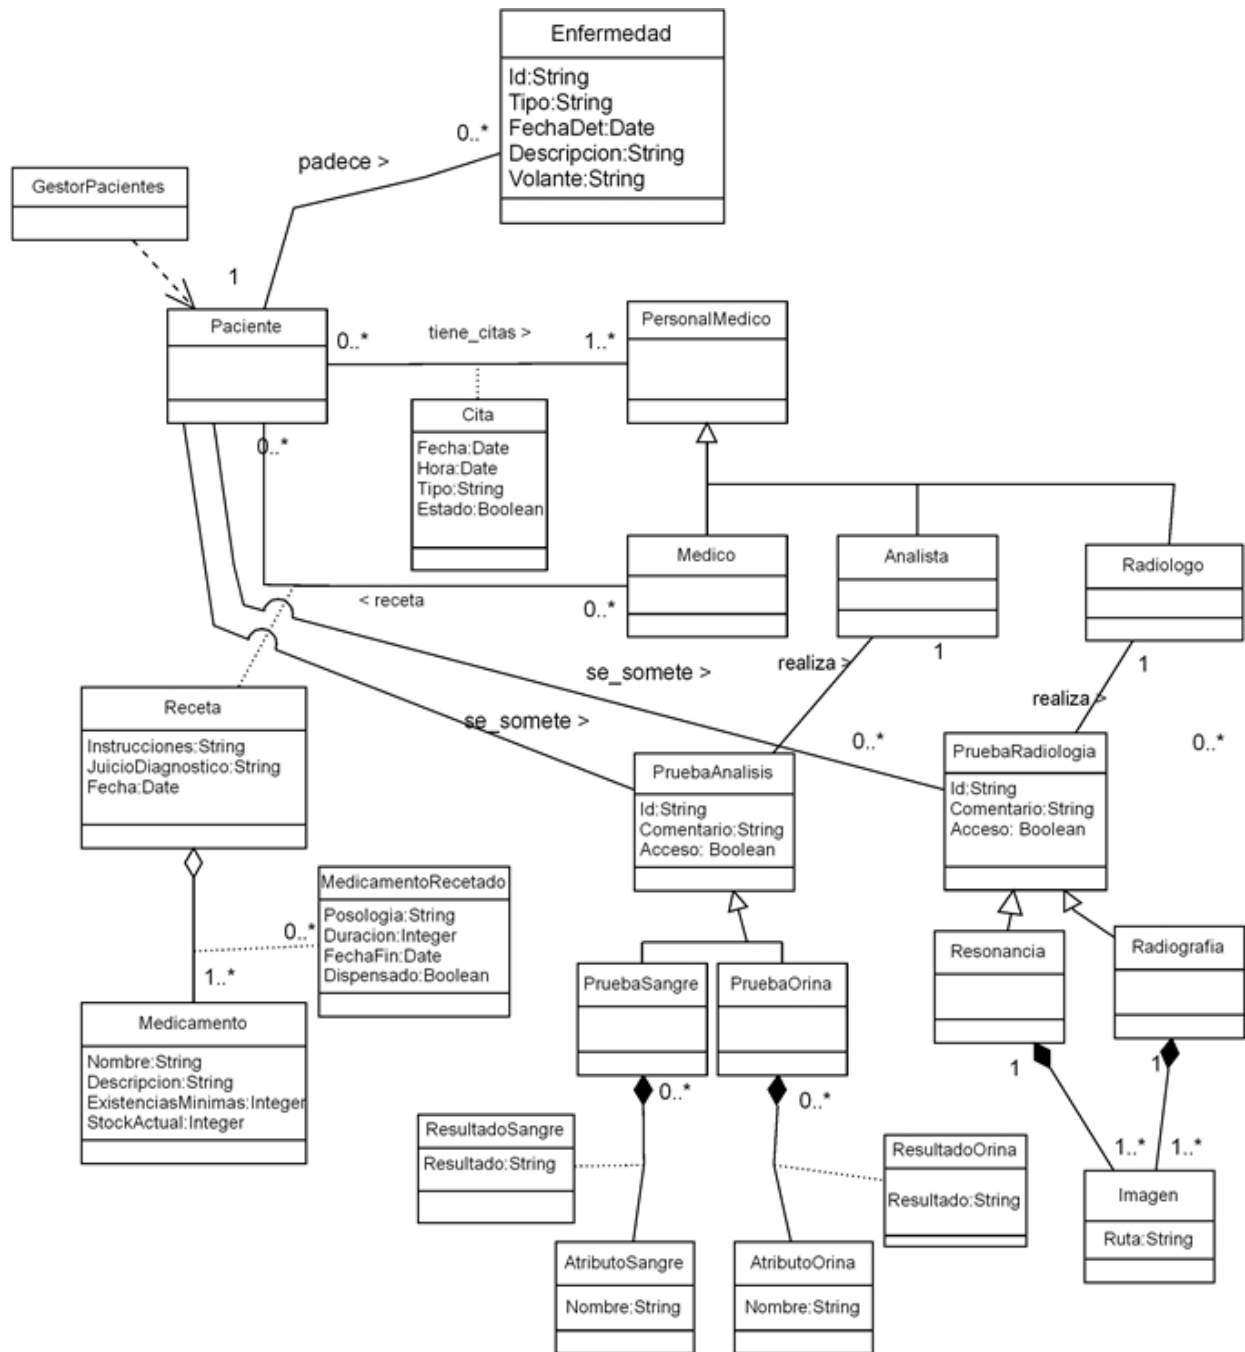 Enfermedad
Id:String
Tipo:String
FechaDet:Date
Descripcion:String
Volante:String
0..*
padece >
GestorPacientes
1
Paciente
0..*
tiene_citas >
1..*
PersonalMedico
Cita
Fecha:Date
Hora:Date
Tipo:String
Estado:Boolean
0..*
Medico
Analista
Radiologo
< receta
0..*
1
1
se_somete >
realiza >
realiza >
Receta
Instrucciones:String
JuicioDiagnostico:String
Fecha:Date
se_somete >
0..*
0..*
PruebaAnalisis
Id:String
Comentario:String
Acceso: Boolean
PruebaRadiologia
Id:String
Comentario:String
Acceso: Boolean
MedicamentoRecetado
Posologia:String
Duracion:Integer
FechaFin:Date
Dispensado:Boolean
0..*
1..*
Medicamento
Nombre:String
Descripcion:String
ExistenciasMinimas:Integer
StockActual:Integer
PruebaSangre
PruebaOrina
Resonancia
Radiografia
0..*
0..*
1
1
ResultadoSangre
Resultado:String
ResultadoOrina
Resultado:String
1..*
1..*
Imagen
Ruta:String
AtributoSangre
Nombre:String
AtributoOrina
Nombre:String